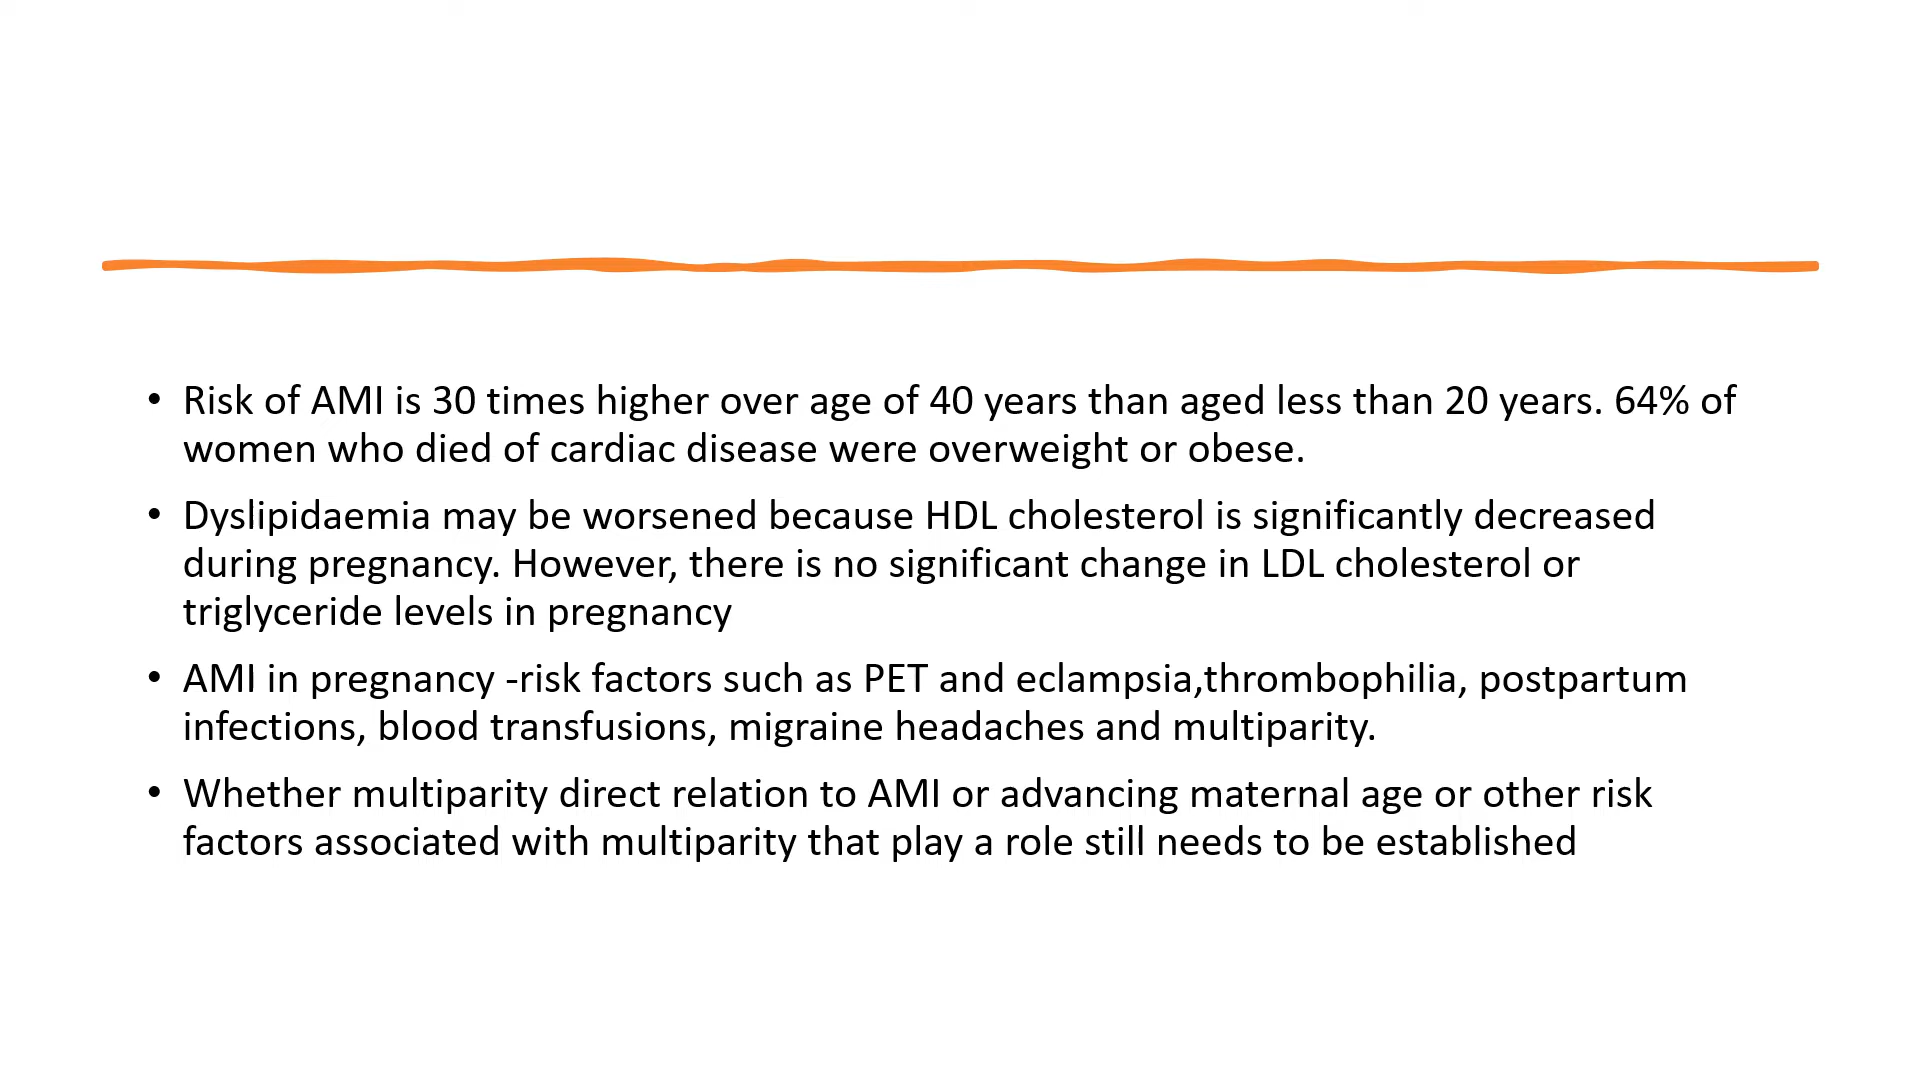 • Risk of AMI is 30 times higher over age of 40 years than aged less than 20 years. 64% of
women who died of cardiac disease were overweight or obese.
• Dyslipidaemia may be worsened because HDL cholesterol is significantly decreased
during pregnancy. However, there is no significant change in LDL cholesterol or
triglyceride levels in pregnancy
• AMI in pregnancy -risk factors such as PET and eclampsia,thrombophilia, postpartum
infections, blood transfusions, migraine headaches and multiparity.
• Whether multiparity direct relation to AMI or advancing maternal age or other risk
factors associated with multiparity that play a role still needs to be established